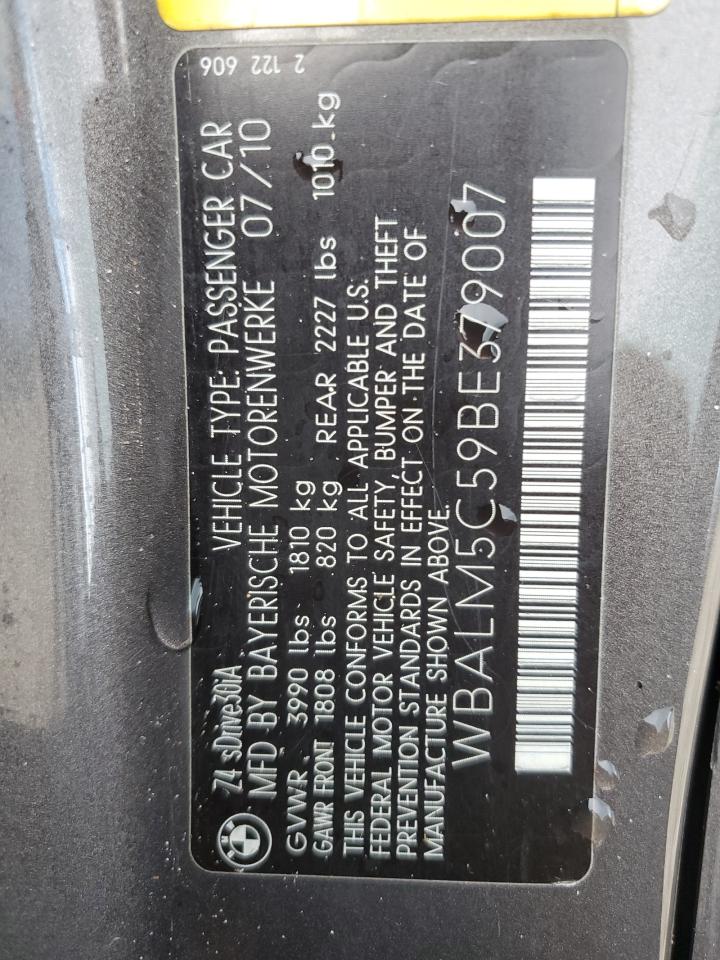 Z4 sDrive30iA VEHICLE TYPE: PASSENGER CAR
MFD BY BAYERISCHE MOTORENWERKE 07/10
GVWR 3990 lbs 1810 kg
GAWR FRONT 1808 lbs 820 kg REAR 2227 lbs 1010 kg
THIS VEHICLE CONFORMS TO ALL APPLICABLE U.S.
FEDERAL MOTOR VEHICLE SAFETY, BUMPER AND THEFT
PREVENTION STANDARDS IN EFFECT ON THE DATE OF
MANUFACTURE SHOWN ABOVE.
WBALM5C59BE379007
2 122 606